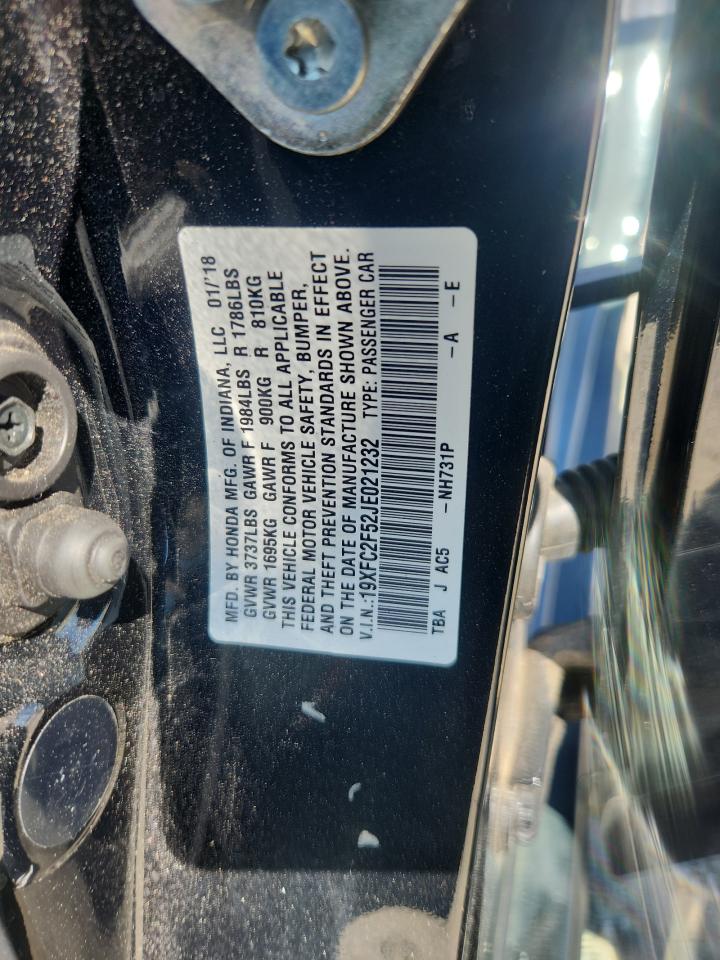 MFD. BY HONDA MFG. OF INDIANA, LLC 01/'18
GVWR 3737LBS GAWR F 1984LBS R 1786LBS
GVWR 1695KG GAWR F 900KG R 810KG
THIS VEHICLE CONFORMS TO ALL APPLICABLE
FEDERAL MOTOR VEHICLE SAFETY, BUMPER,
AND THEFT PREVENTION STANDARDS IN EFFECT
ON THE DATE OF MANUFACTURE SHOWN ABOVE.
V.I.N.:19XFC2F52JE021232 TYPE: PASSENGER CAR
TBA J AC5 -NH731P -A -E